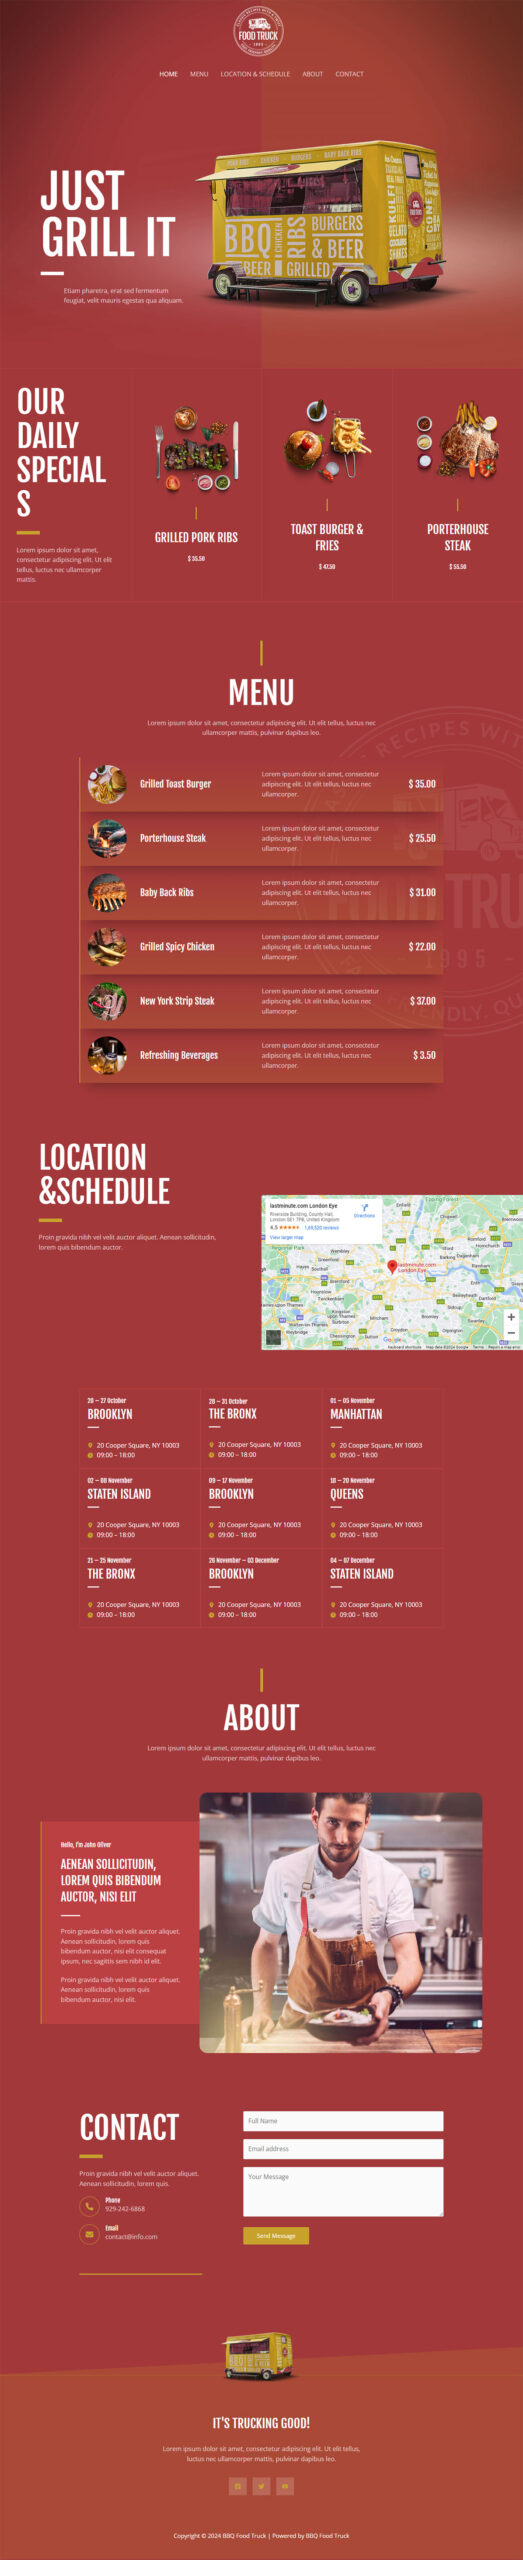 FOOD TRUCK
1995
HOME MENU LOCATION & SCHEDULE ABOUT CONTACT
JUST
GRILL IT
Etiam pharetra, erat sed fermentum
feugiat, velit mauris egestas qua aliquam.
PORK RIBS CHICKEN BURGERS BABY BACK RIBS
BBQ
BEER
CHICKEN
RIBS
GRILLED
BURGERS
& BEER
OUR
DAILY
SPECIAL
S
Lorem ipsum dolor sit amet,
consectetur adipiscing elit. Ut elit
tellus, luctus nec ullamcorper
mattis.
GRILLED PORK RIBS
$ 35.50
TOAST BURGER &
FRIES
$ 47.50
PORTERHOUSE
STEAK
$ 55.50
MENU
Lorem ipsum dolor sit amet, consectetur adipiscing elit. Ut elit tellus, luctus nec
ullamcorper mattis, pulvinar dapibus leo.
Grilled Toast Burger
Lorem ipsum dolor sit amet, consectetur
adipiscing elit. Ut elit tellus, luctus nec
ullamcorper.
$ 35.00
Porterhouse Steak
Lorem ipsum dolor sit amet, consectetur
adipiscing elit. Ut elit tellus, luctus nec
ullamcorper.
$ 25.50
Baby Back Ribs
Lorem ipsum dolor sit amet, consectetur
adipiscing elit. Ut elit tellus, luctus nec
ullamcorper.
$ 31.00
Grilled Spicy Chicken
Lorem ipsum dolor sit amet, consectetur
adipiscing elit. Ut elit tellus, luctus nec
ullamcorper.
$ 22.00
New York Strip Steak
Lorem ipsum dolor sit amet, consectetur
adipiscing elit. Ut elit tellus, luctus nec
ullamcorper.
$ 37.00
Refreshing Beverages
Lorem ipsum dolor sit amet, consectetur
adipiscing elit. Ut elit tellus, luctus nec
ullamcorper.
$ 3.50
LOCATION
&SCHEDULE
Proin gravida nibh vel velit auctor aliquet. Aenean sollicitudin,
lorem quis bibendum auctor.
lastminute.com London Eye
Riverside Building, County Hall,
London SE1 7PB, United Kingdom
4.5 1,69,520 reviews
View larger map
Directions
lastminute.com
London Eye
Google
20 – 27 October
BROOKLYN
20 Cooper Square, NY 10003
09:00 – 18:00
28 – 31 October
THE BRONX
20 Cooper Square, NY 10003
09:00 – 18:00
01 – 05 November
MANHATTAN
20 Cooper Square, NY 10003
09:00 – 18:00
02 – 08 November
STATEN ISLAND
20 Cooper Square, NY 10003
09:00 – 18:00
09 – 17 November
BROOKLYN
20 Cooper Square, NY 10003
09:00 – 18:00
18 – 20 November
QUEENS
20 Cooper Square, NY 10003
09:00 – 18:00
21 – 25 November
THE BRONX
20 Cooper Square, NY 10003
09:00 – 18:00
26 November – 03 December
BROOKLYN
20 Cooper Square, NY 10003
09:00 – 18:00
04 – 07 December
STATEN ISLAND
20 Cooper Square, NY 10003
09:00 – 18:00
ABOUT
Lorem ipsum dolor sit amet, consectetur adipiscing elit. Ut elit tellus, luctus nec
ullamcorper mattis, pulvinar dapibus leo.
Hello, I'm John Oliver
AENEAN SOLLICITUDIN,
LOREM QUIS BIBENDUM
AUCTOR, NISI ELIT
Proin gravida nibh vel velit auctor aliquet.
Aenean sollicitudin, lorem quis
bibendum auctor, nisi elit consequat
ipsum, nec sagittis sem nibh id elit.
Proin gravida nibh vel velit auctor aliquet.
Aenean sollicitudin, lorem quis
bibendum auctor, nisi elit.
CONTACT
Proin gravida nibh vel velit auctor aliquet.
Aenean sollicitudin, lorem quis.
Phone
929-242-6868
Email
contact@info.com
Full Name
Email address
Your Message
Send Message
IT'S TRUCKING GOOD!
Lorem ipsum dolor sit amet, consectetur adipiscing elit. Ut elit tellus,
luctus nec ullamcorper mattis, pulvinar dapibus leo.
Copyright © 2024 BBQ Food Truck | Powered by BBQ Food Truck